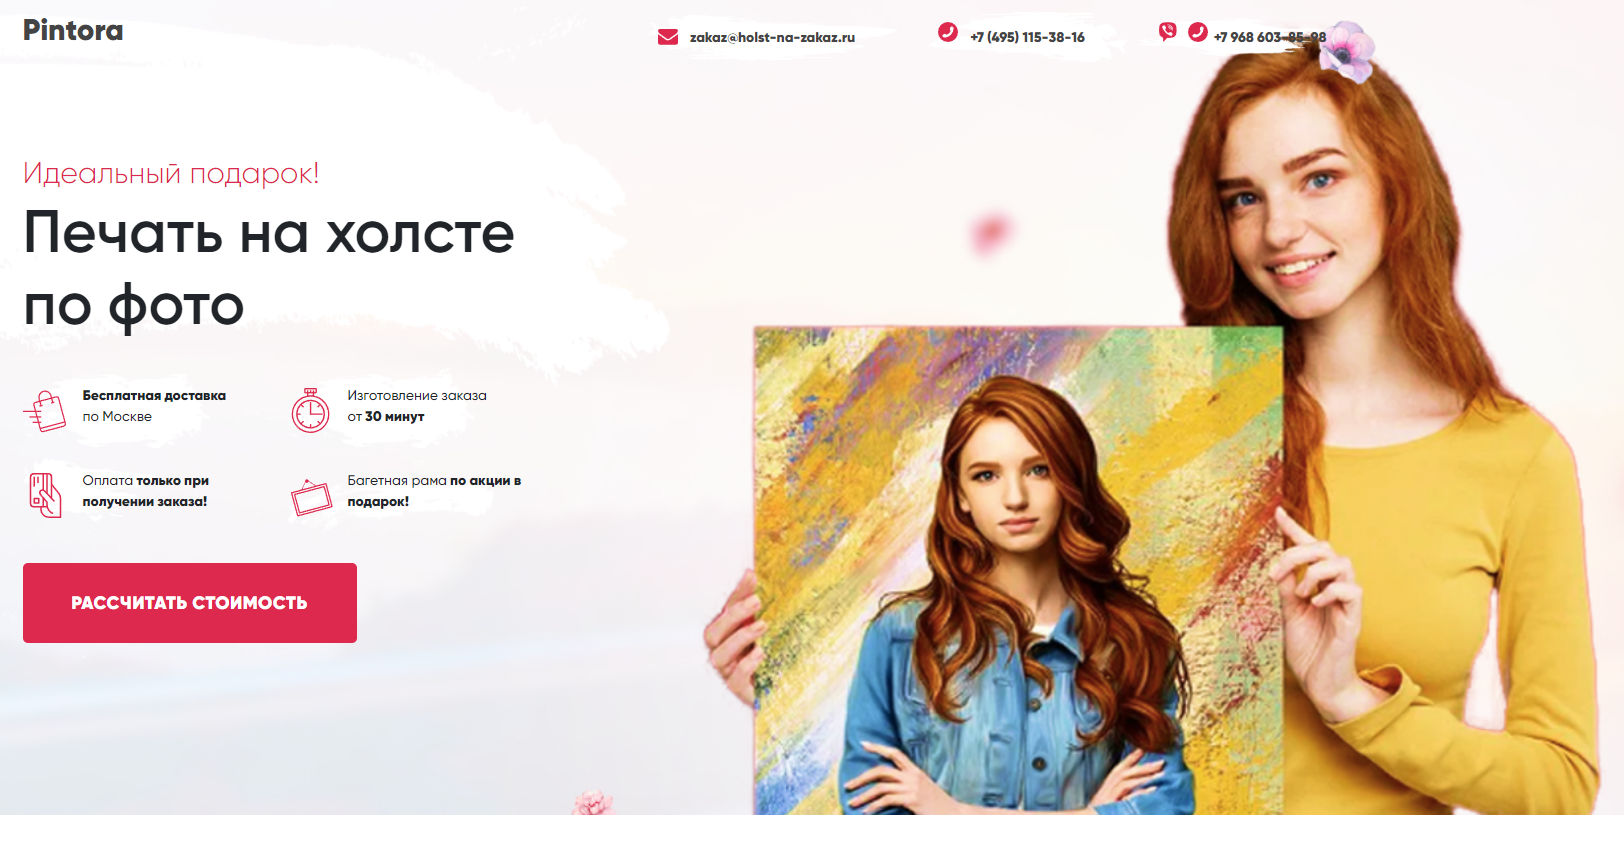 Pintora
zakaz@holst-na-zakaz.ru
+7 (495) 115-38-16
+7 968 603-85-98
Идеальный подарок!
Печать на холсте
по фото
Бесплатная доставка
по Москве
Изготовление заказа
от 30 минут
Оплата только при
получении заказа!
Багетная рама по акции в
подарок!
РАССЧИТАТЬ СТОИМОСТЬ